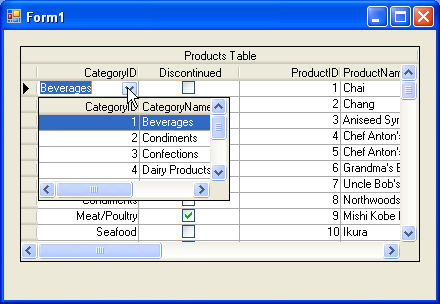 Form1
Products Table
CategoryID Discontinued ProductID ProductNam
Beverages 1 Chai
CategoryID CategoryName 2 Chang
1 Beverages 3 Aniseed Syr
2 Condiments 4 Chef Anton's
3 Confections 5 Chef Anton's
4 Dairy Products 6 Grandma's B
7 Uncle Bob's
Condiments 8 Northwoods
Meat/Poultry 9 Mishi Kobe I
Seafood 10 Ikura